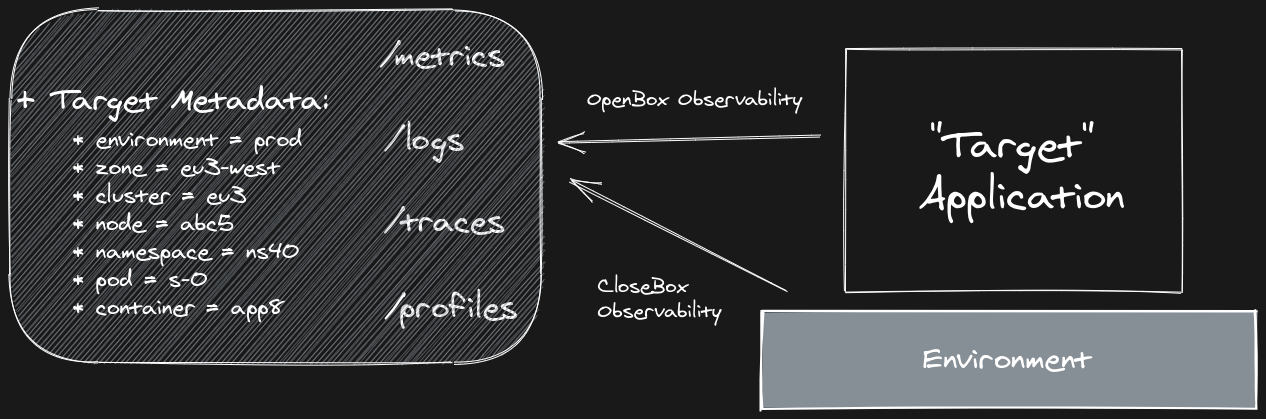 /metrics
+ Target Metadata:
* environment = prod
* zone = eu3-west
* cluster = eu3
* node = abc5
* namespace = ns40
* pod = s-0
* container = app8
/logs
/traces
/profiles
OpenBox Observability
CloseBox
Observability
"Target"
Application
Environment